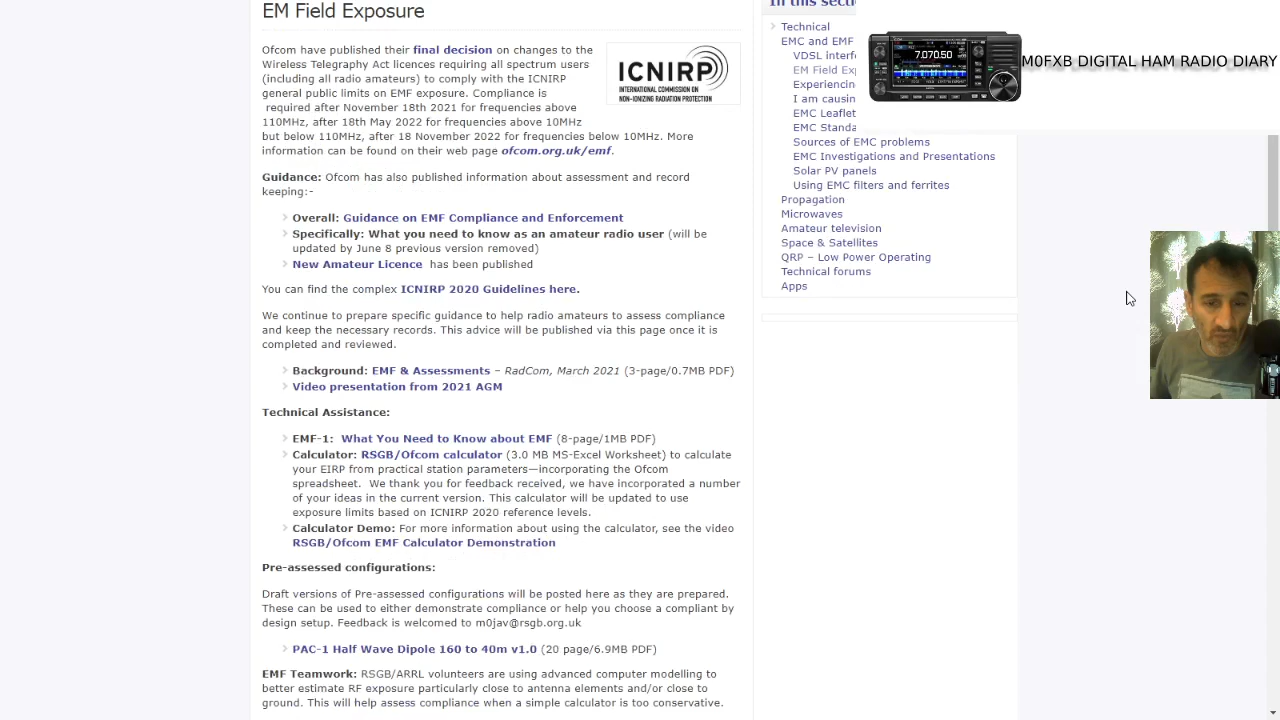 EM Field Exposure
Ofcom have published their final decision on changes to the
Wireless Telegraphy Act licences requiring all spectrum users
(including all radio amateurs) to comply with the ICNIRP
general public limits on EMF exposure. Compliance is
required after November 18th 2021 for frequencies above
110MHz, after 18th May 2022 for frequencies above 10MHz
but below 110MHz, after 18 November 2022 for frequencies below 10MHz. More
information can be found on their web page ofcom.org.uk/emf.
ICNIRP
INTERNATIONAL COMMISSION ON
NON-IONIZING RADIATION PROTECTION
Guidance: Ofcom has also published information about assessment and record
keeping:-
Overall: Guidance on EMF Compliance and Enforcement
Specifically: What you need to know as an amateur radio user (will be
updated by June 8 previous version removed)
New Amateur Licence has been published
You can find the complex ICNIRP 2020 Guidelines here.
We continue to prepare specific guidance to help radio amateurs to assess compliance
and keep the necessary records. This advice will be published via this page once it is
completed and reviewed.
Background: EMF & Assessments – RadCom, March 2021 (3-page/0.7MB PDF)
Video presentation from 2021 AGM
Technical Assistance:
EMF-1: What You Need to Know about EMF (8-page/1MB PDF)
Calculator: RSGB/Ofcom calculator (3.0 MB MS-Excel Worksheet) to calculate
your EIRP from practical station parameters—incorporating the Ofcom
spreadsheet. We thank you for feedback received, we have incorporated a number
of your ideas in the current version. This calculator will be updated to use
exposure limits based on ICNIRP 2020 reference levels.
Calculator Demo: For more information about using the calculator, see the video
RSGB/Ofcom EMF Calculator Demonstration
Pre-assessed configurations:
Draft versions of Pre-assessed configurations will be posted here as they are prepared.
These can be used to either demonstrate compliance or help you choose a compliant by
design setup. Feedback is welcomed to m0jav@rsgb.org.uk
PAC-1 Half Wave Dipole 160 to 40m v1.0 (20 page/6.9MB PDF)
EMF Teamwork: RSGB/ARRL volunteers are using advanced computer modelling to
better estimate RF exposure particularly close to antenna elements and/or close to
ground. This will help assess compliance when a simple calculator is too conservative.
In this secti
Technical
EMC and EMF
VDSL interf
EM Field Exp
Experiencin
I am causin
EMC Leaflet
EMC Standa
Sources of EMC problems
EMC Investigations and Presentations
Solar PV panels
Using EMC filters and ferrites
Propagation
Microwaves
Amateur television
Space & Satellites
QRP – Low Power Operating
Technical forums
Apps
7.070.50
M0FXB DIGITAL HAM RADIO DIARY